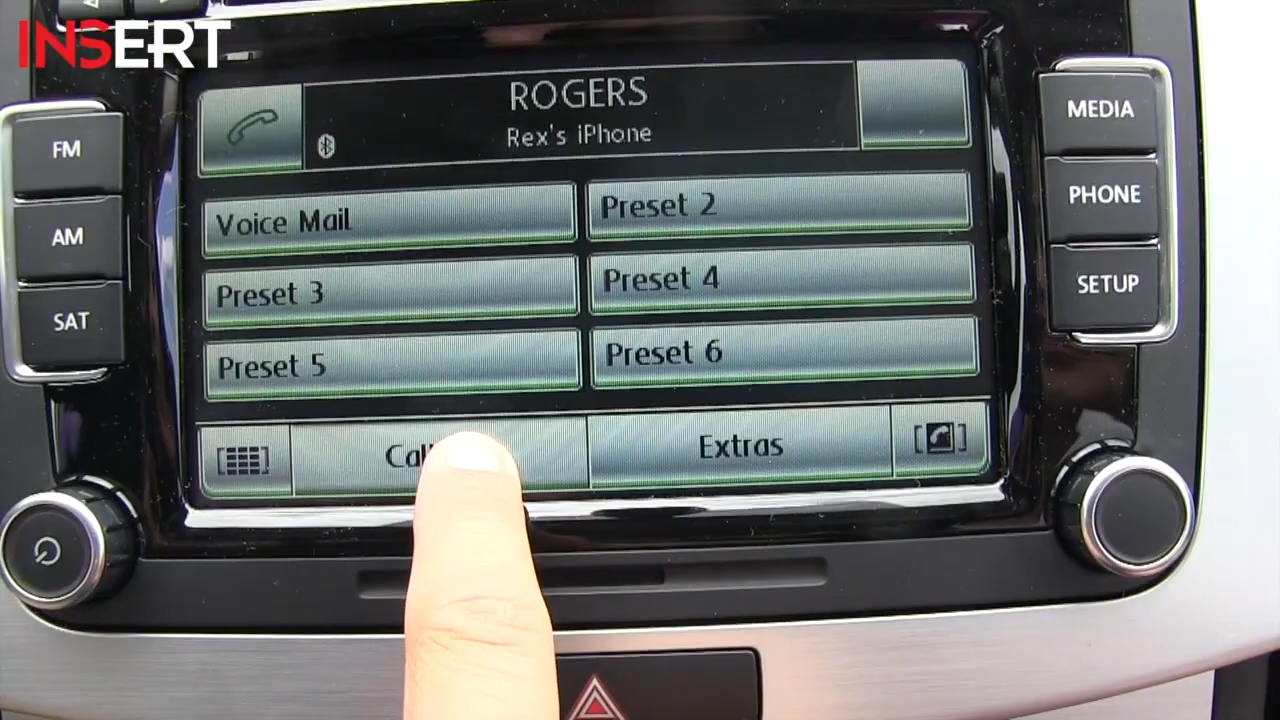 INSERT
ROGERS
Rex's iPhone
FM
AM
SAT
MEDIA
PHONE
SETUP
Voice Mail
Preset 2
Preset 3
Preset 4
Preset 5
Preset 6
Extras